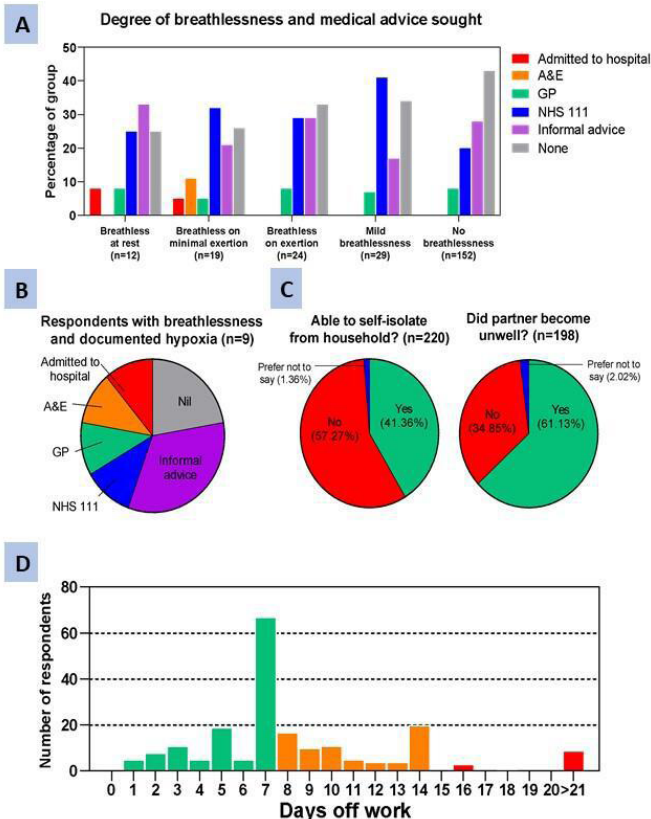 A
Degree of breathlessness and medical advice sought
Percentage of group
50
40
30
20
10
0
Breathless
at rest
(n=12)
Breathless on
minimal exertion
(n=19)
Breathless
on exertion
(n=24)
Mild
breathlessness
(n=29)
No
breathlessness
(n=152)
Admitted to hospital
A&E
GP
NHS 111
Informal advice
None
B
Respondents with breathlessness
and documented hypoxia (n=9)
Admitted to
hospital
A&E
GP
NHS 111
Nil
Informal
advice
C
Able to self-isolate
from household? (n=220)
Prefer not to
say (1.36%)
No
(57.27%)
Yes
(41.36%)
Did partner become
unwell? (n=198)
Prefer not to
say (2.02%)
No
(34.85%)
Yes
(61.13%)
D
Number of respondents
80
60
40
20
0
0 1 2 3 4 5 6 7 8 9 10 11 12 13 14 15 16 17 18 19 20 >21
Days off work